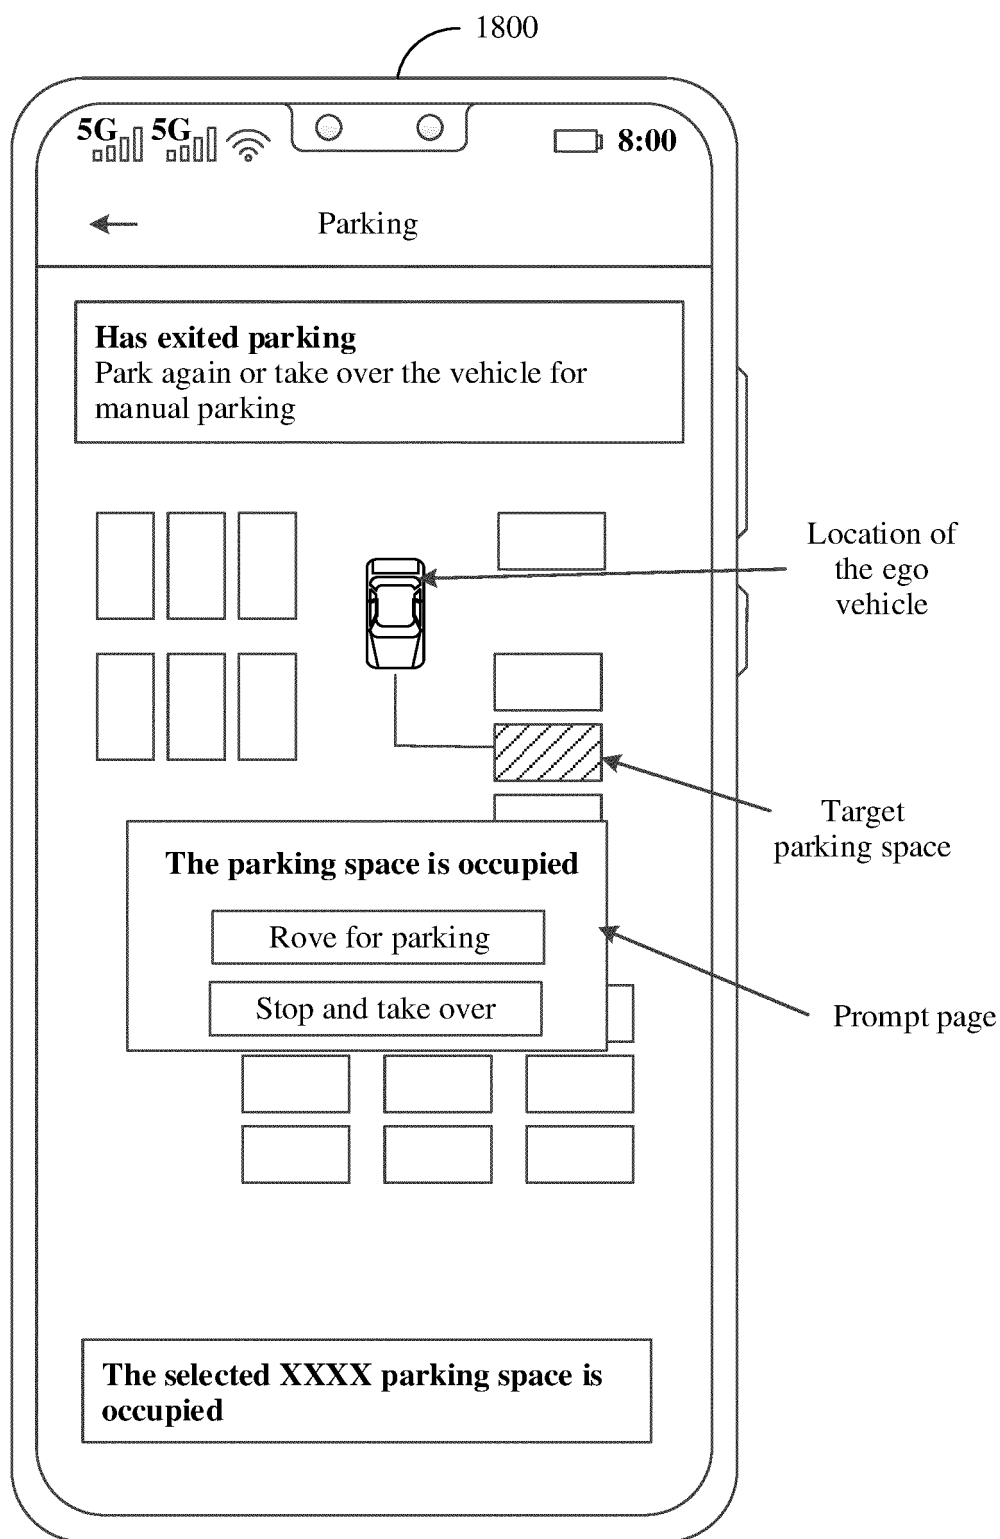 1800
5G 5G 8:00
Parking
Has exited parking
Park again or take over the vehicle for
manual parking
Location of
the ego
vehicle
Target
parking space
The parking space is occupied
Rove for parking
Stop and take over
Prompt page
The selected XXXX parking space is
occupied